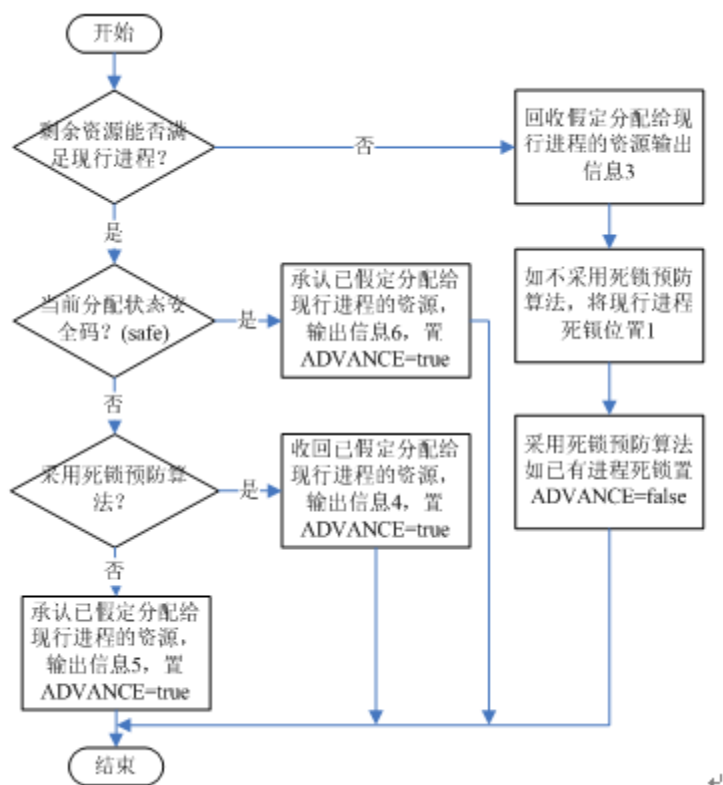 开始
剩余资源能否满
足现行进程？
否
回收假定分配给现
行进程的资源输出
信息3
是
当前分配状态安
全码？(safe)
是
承认已假定分配给
现行进程的资源，
输出信息6，置
ADVANCE=true
如不采用死锁预防
算法，将现行进程
死锁位置1
否
采用死锁预防算
法？
是
收回已假定分配给
现行进程的资源，
输出信息4，置
ADVANCE=true
采用死锁预防算法
如已有进程死锁置
ADVANCE=false
否
承认已假定分配给
现行进程的资源，
输出信息5，置
ADVANCE=true
结束